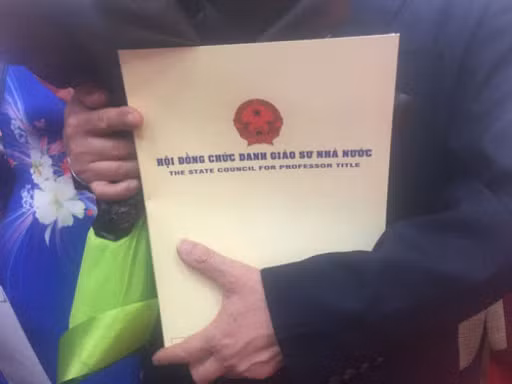 HỘI ĐỒNG CHỨC DANH GIÁO SƯ NHÀ NƯỚC
THE STATE COUNCIL FOR PROFESSOR TITLE